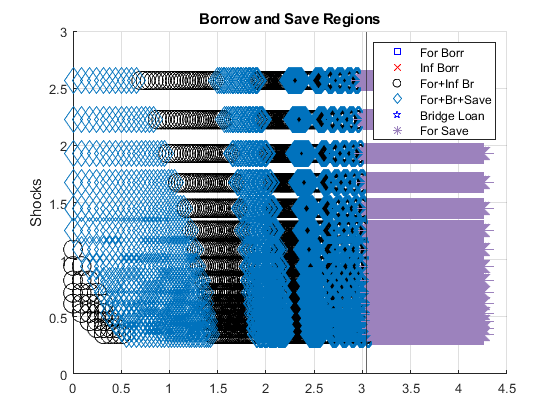 Borrow and Save Regions
3
2.5
2
1.5
1
0.5
0
Shocks
For Borr
Inf Borr
For+Inf Br
For+Br+Save
Bridge Loan
For Save
0 0.5 1 1.5 2 2.5 3 3.5 4 4.5